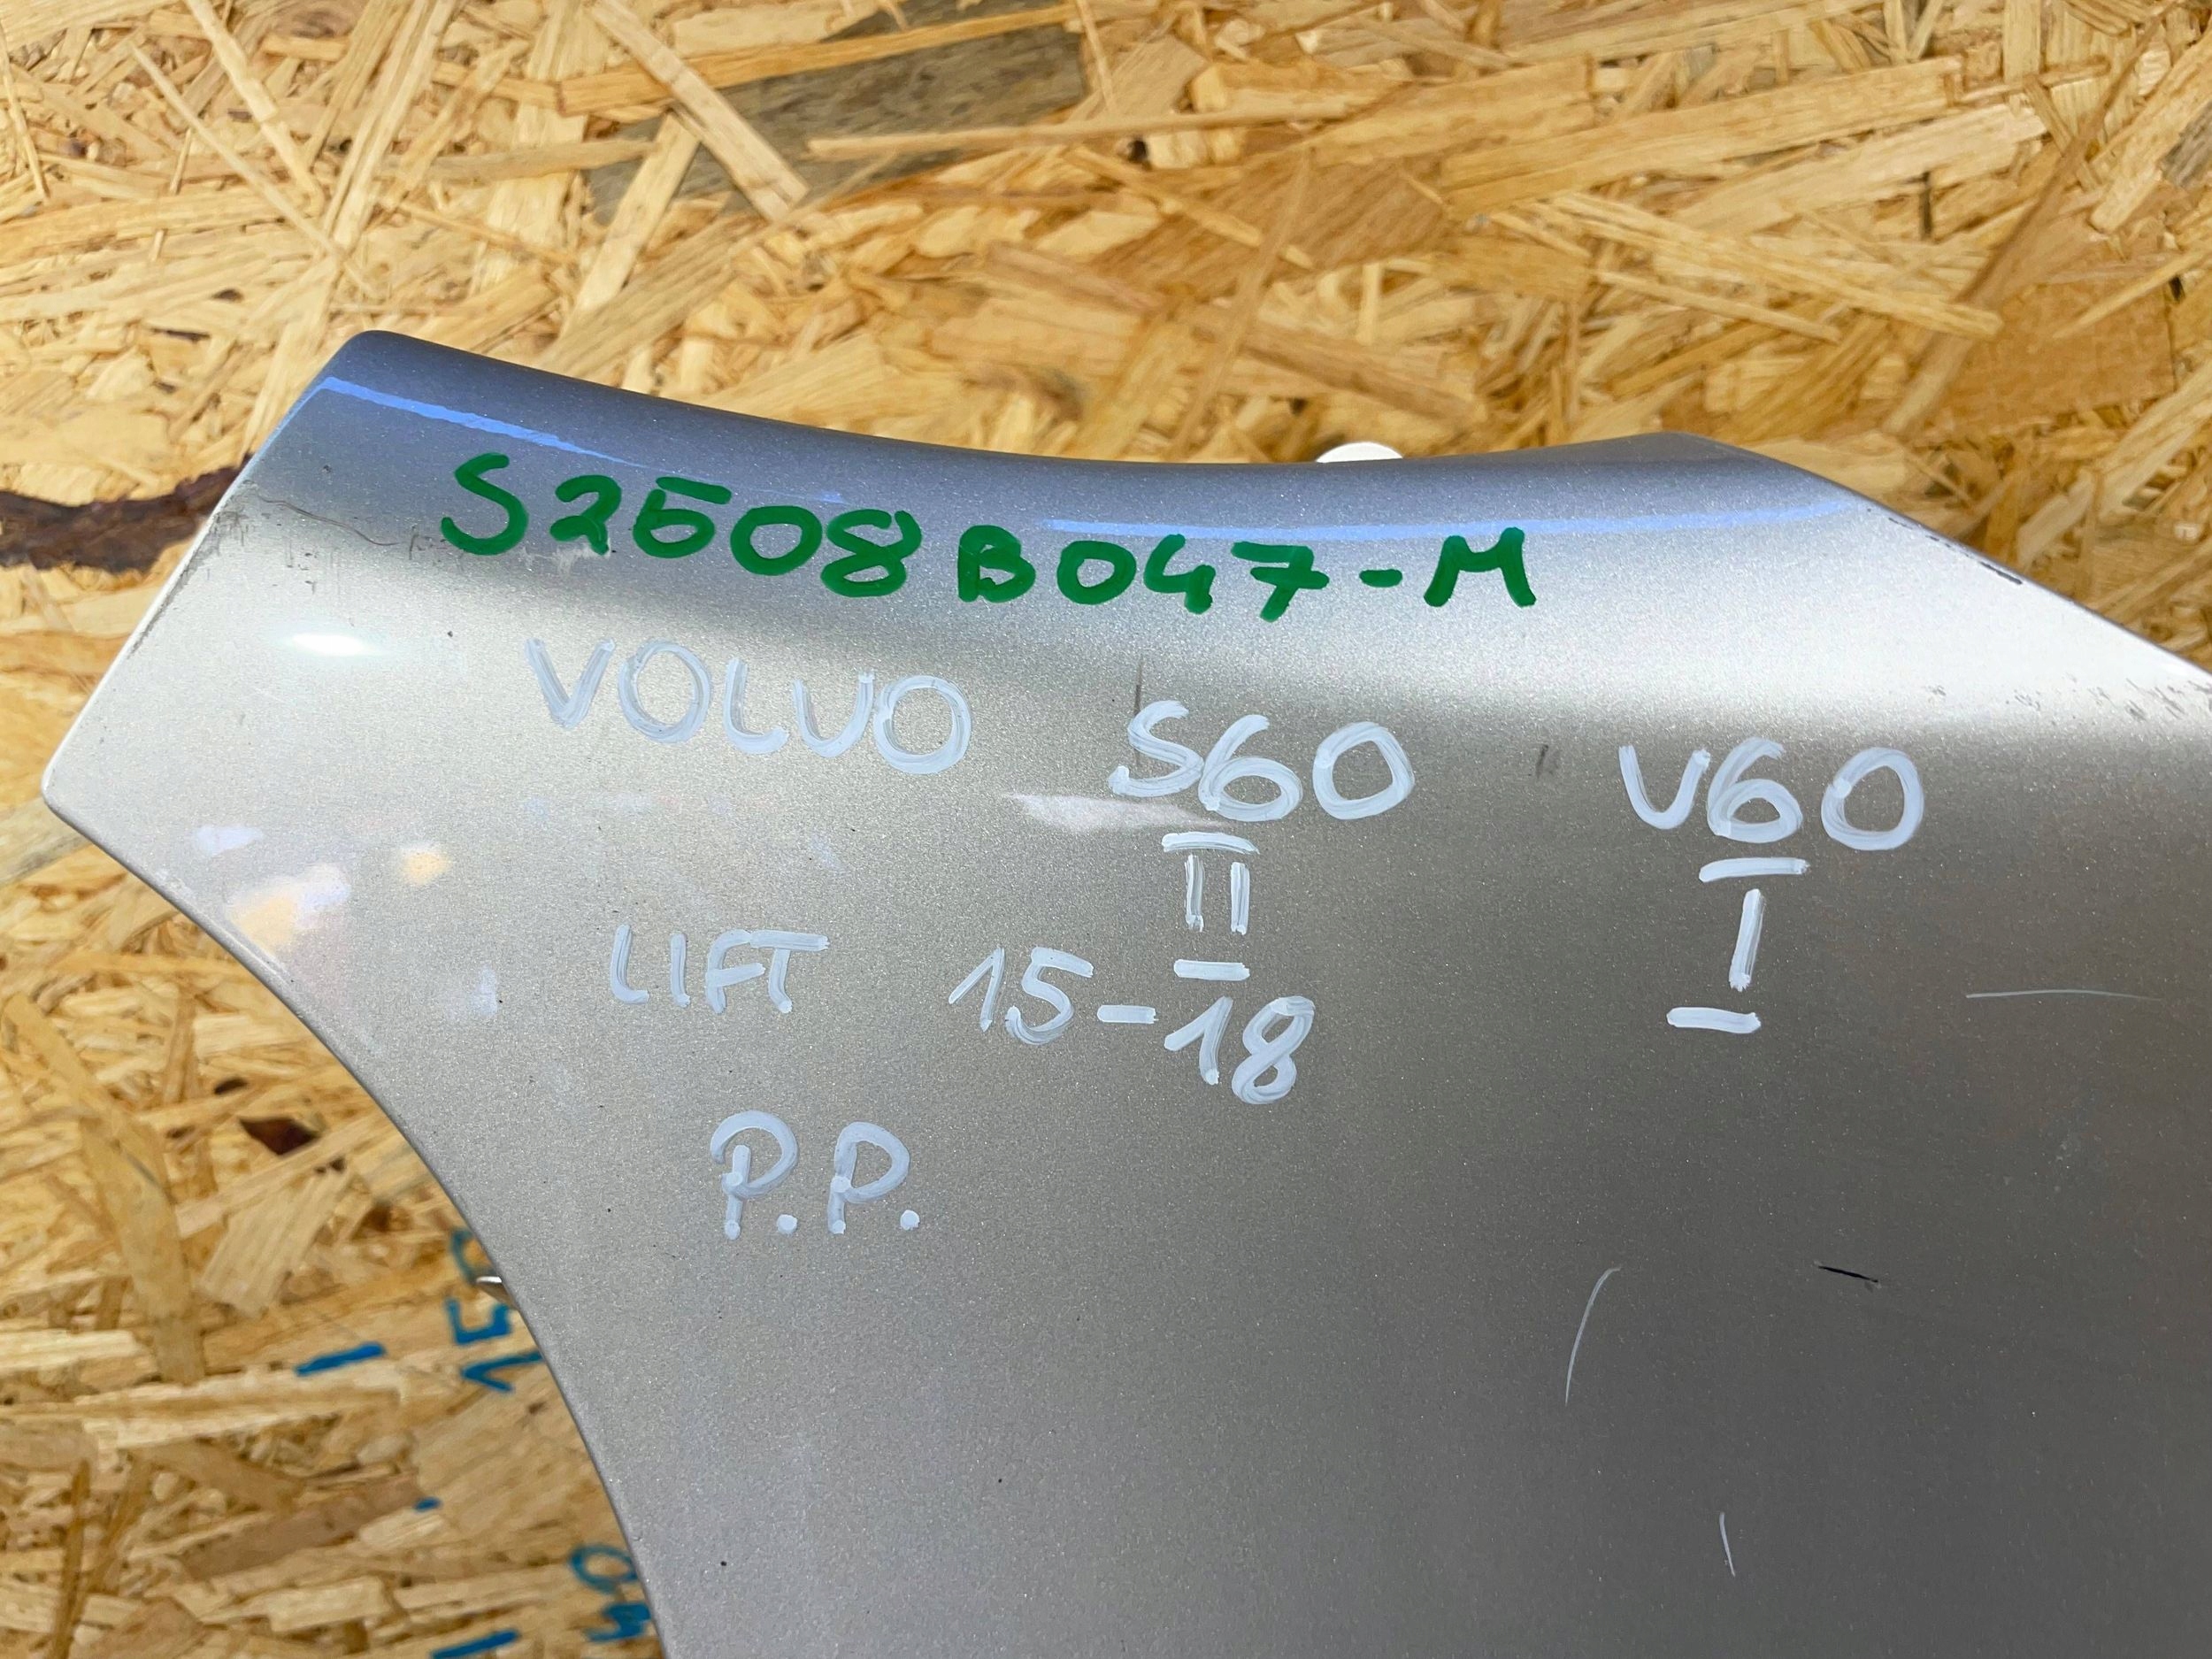 S2508B047-M
VOLVO S60 V60
II I
LIFT 15-18
P.P.